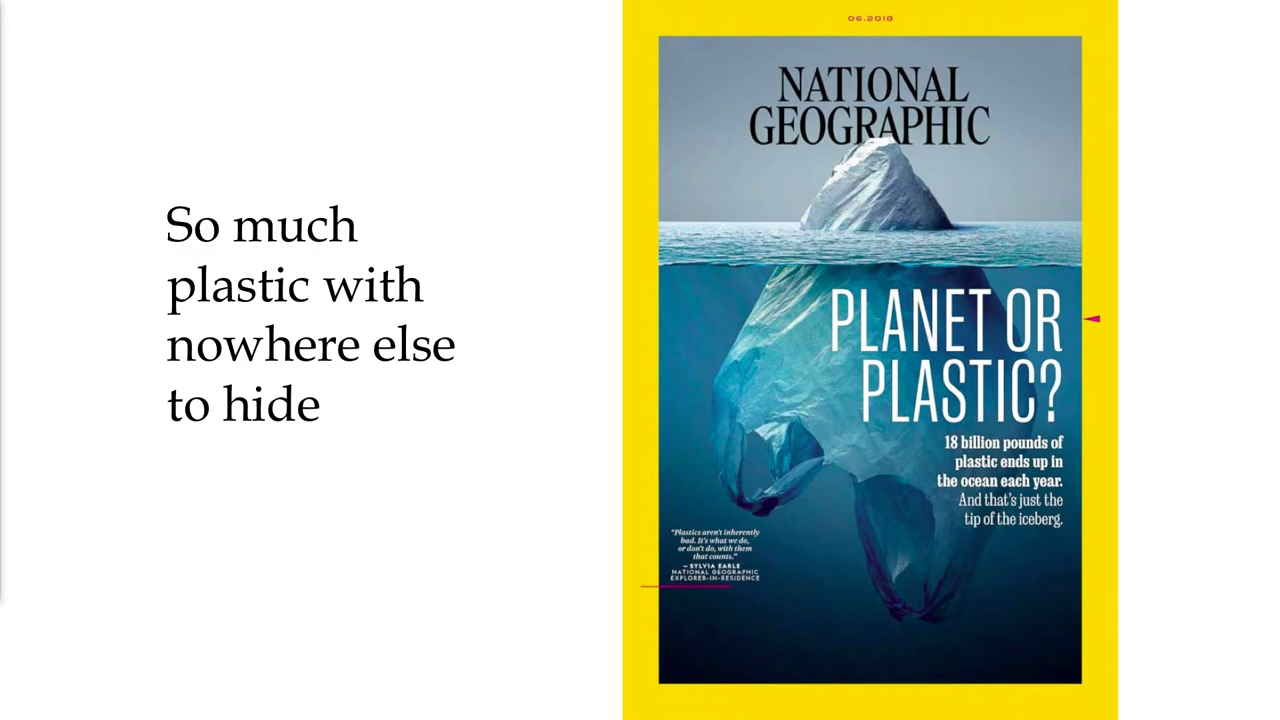 So much
plastic with
nowhere else
to hide
06.2018
NATIONAL
GEOGRAPHIC
PLANET OR
PLASTIC?
18 billion pounds of
plastic ends up in
the ocean each year.
And that's just the
tip of the iceberg.
"Plastics aren't inherently
bad. It's what we do,
or don't do, with them
that counts."
— SYLVIA EARLE
NATIONAL GEOGRAPHIC
EXPLORER-IN-RESIDENCE